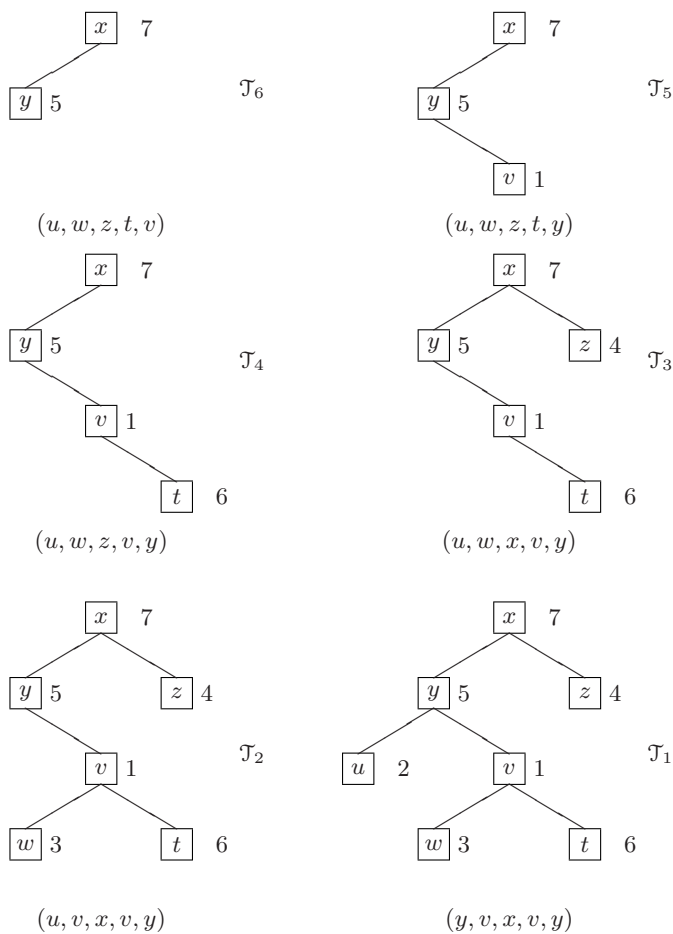 x 7 x 7
𝒯₆ 𝒯₅
y 5 y 5
v 1
(u, w, z, t, v) (u, w, z, t, y)
x 7 x 7
y 5 𝒯₄ y 5 z 4 𝒯₃
v 1 v 1
t 6 t 6
(u, w, z, v, y) (u, w, x, v, y)
x 7 x 7
y 5 z 4 y 5 z 4
𝒯₂ 𝒯₁
v 1 u 2 v 1
w 3 t 6 w 3 t 6
(u, v, x, v, y) (y, v, x, v, y)